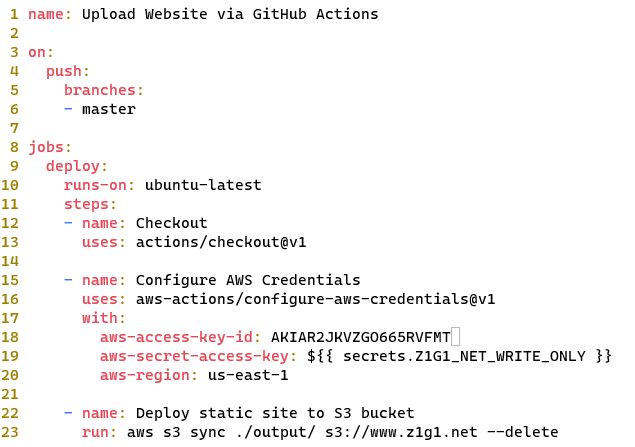 1 name: Upload Website via GitHub Actions
2
3 on:
4   push:
5     branches:
6     - master
7
8 jobs:
9   deploy:
10     runs-on: ubuntu-latest
11     steps:
12     - name: Checkout
13       uses: actions/checkout@v1
14
15     - name: Configure AWS Credentials
16       uses: aws-actions/configure-aws-credentials@v1
17       with:
18         aws-access-key-id: AKIAR2JKVZGO665RVFMT
19         aws-secret-access-key: ${{ secrets.Z1G1_NET_WRITE_ONLY }}
20         aws-region: us-east-1
21
22     - name: Deploy static site to S3 bucket
23       run: aws s3 sync ./output/ s3://www.z1g1.net --delete